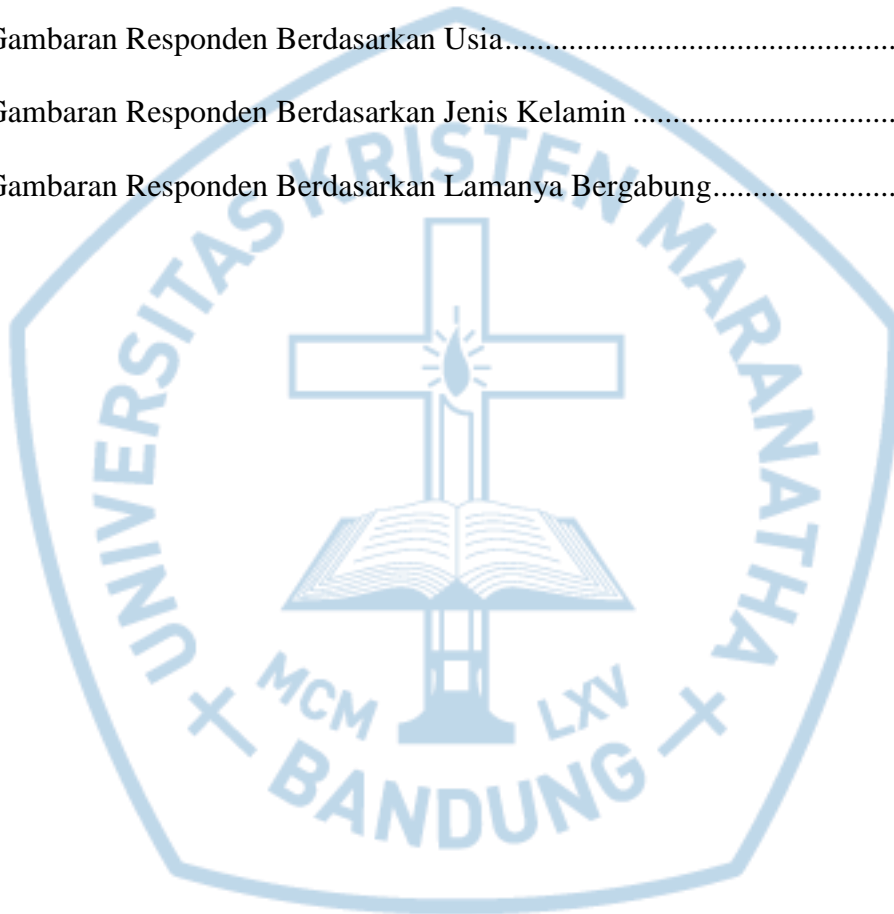 Gambaran Responden Berdasarkan Usia....................................................
Gambaran Responden Berdasarkan Jenis Kelamin ...................................
Gambaran Responden Berdasarkan Lamanya Bergabung.........................
UNIVERSITAS KRISTEN MARANATHA
MCM LXV
BANDUNG